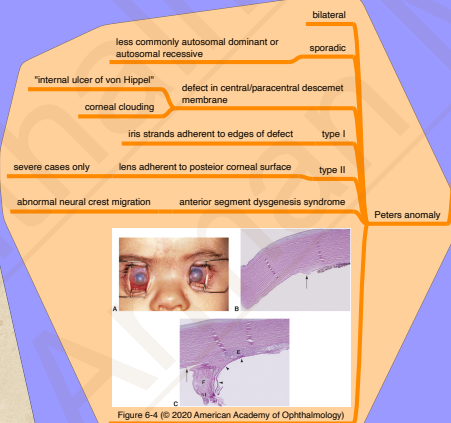 bilateral
less commonly autosomal dominant or
autosomal recessive
sporadic
"internal ulcer of von Hippel"
corneal clouding
defect in central/paracentral descemet
membrane
iris strands adherent to edges of defect
type I
severe cases only
lens adherent to posteior corneal surface
type II
abnormal neural crest migration
anterior segment dysgenesis syndrome
Peters anomaly
A
B
E
F
C
Figure 6-4 (© 2020 American Academy of Ophthalmology)